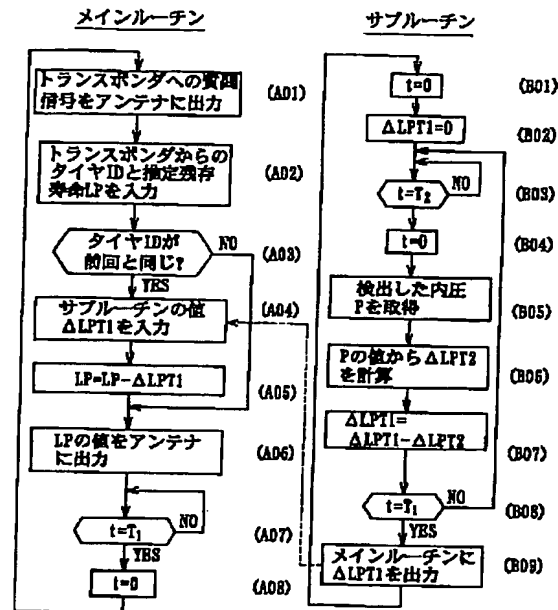 メインルーチン
トランスポンダへの質問
信号をアンテナに出力
(A01)
トランスポンダからの
タイヤIDと推定残存
寿命LPを入力
(A02)
タイヤIDが
前回と同じ?
NO
(A03)
YES
サブルーチンの値
ΔLPT1を入力
(A04)
LP=LP-ΔLPT1
(A05)
LPの値をアンテナ
に出力
(A06)
t=T1
NO
(A07)
YES
t=0
(A08)
サブルーチン
t=0
(B01)
ΔLPT1=0
(B02)
t=T2
NO
(B03)
t=0
(B04)
検出した内圧
Pを取得
(B05)
Pの値からΔLPT2
を計算
(B06)
ΔLPT1=
ΔLPT1-ΔLPT2
(B07)
t=T1
NO
(B08)
YES
メインルーチンに
ΔLPT1を出力
(B09)